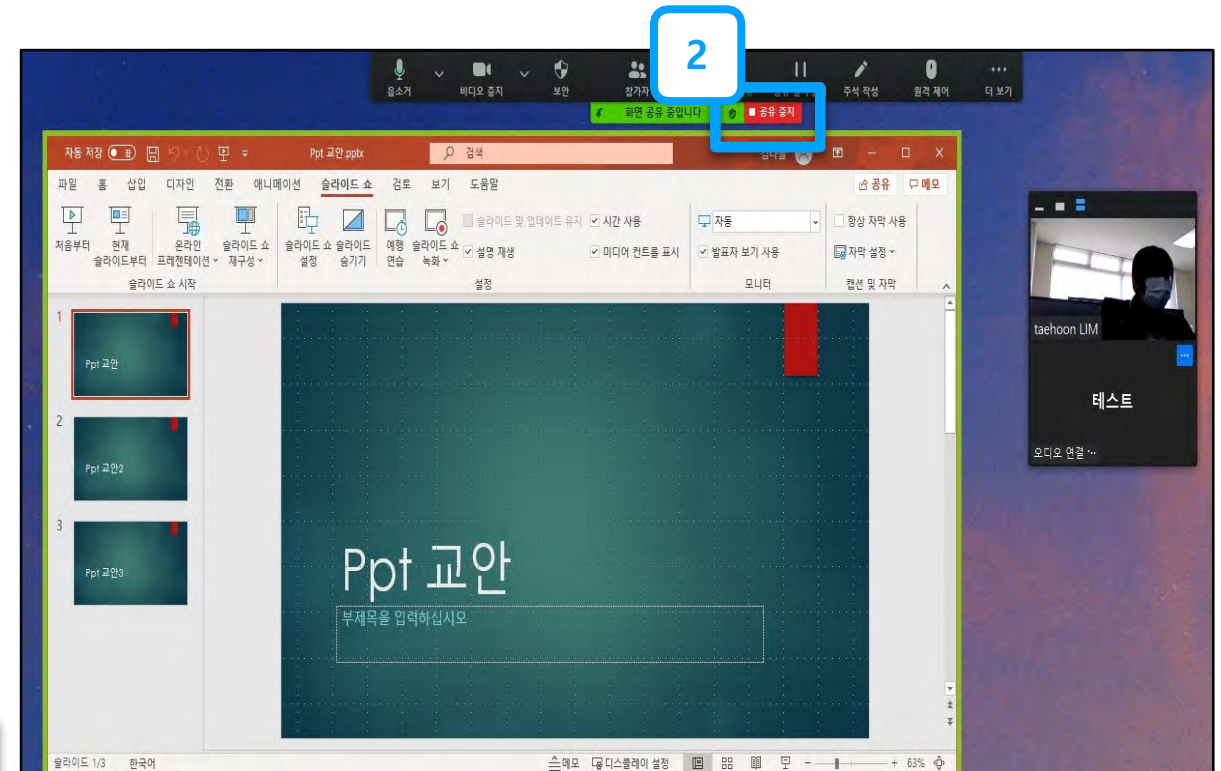 2
음소거 비디오 중지 보안 주석 작성 원격 제어 더 보기
화면 공유 중입니다 공유 중지
자동 저장 Ppt 교안.pptx 검색
파일 홈 삽입 디자인 전환 애니메이션 슬라이드 쇼 검토 보기 도움말 공유 메모
처음부터 현재 슬라이드부터 온라인 프레젠테이션 슬라이드 쇼 재구성
슬라이드 쇼 설정 슬라이드 숨기기 예행 연습 슬라이드 쇼 녹화
슬라이드 및 업데이트 유지 시간 사용 자동 항상 자막 사용
설명 재생 미디어 컨트롤 표시 발표자 보기 사용 자막 설정
슬라이드 쇼 시작 설정 모니터 캡션 및 자막
1
Ppt 교안
2
Ppt 교안2
3
Ppt 교안3
Ppt 교안
부제목을 입력하십시오
taehoon LIM
테스트
오디오 연결 ...
슬라이드 1/3 한국어 메모 디스플레이 설정 63%